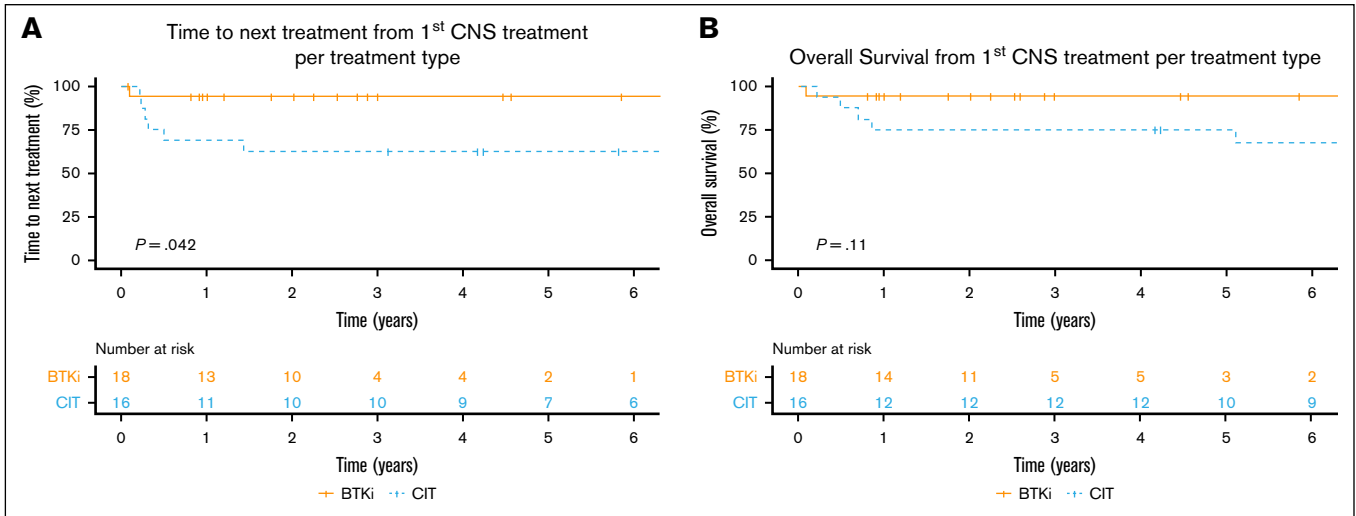 A
Time to next treatment from 1st CNS treatment
per treatment type
Time to next treatment (%)
100
75
50
25
0
P = .042
0 1 2 3 4 5 6
Time (years)
Number at risk
BTKi 18 13 10 4 4 2 1
CIT 16 11 10 10 9 7 6
0 1 2 3 4 5 6
Time (years)
BTKi CIT
B
Overall Survival from 1st CNS treatment per treatment type
Overall survival (%)
100
75
50
25
0
P = .11
0 1 2 3 4 5 6
Time (years)
Number at risk
BTKi 18 14 11 5 5 3 2
CIT 16 12 12 12 12 10 9
0 1 2 3 4 5 6
Time (years)
BTKi CIT